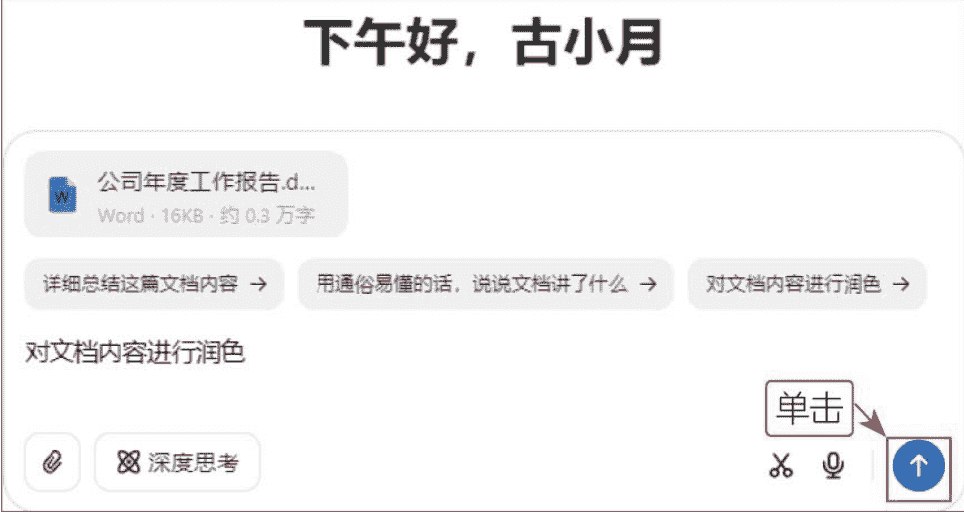 下午好，古小月
公司年度工作报告.d...
Word · 16KB · 约 0.3 万字
详细总结这篇文档内容 → 用通俗易懂的话，说说文档讲了什么 → 对文档内容进行润色 →
对文档内容进行润色
单击
深度思考